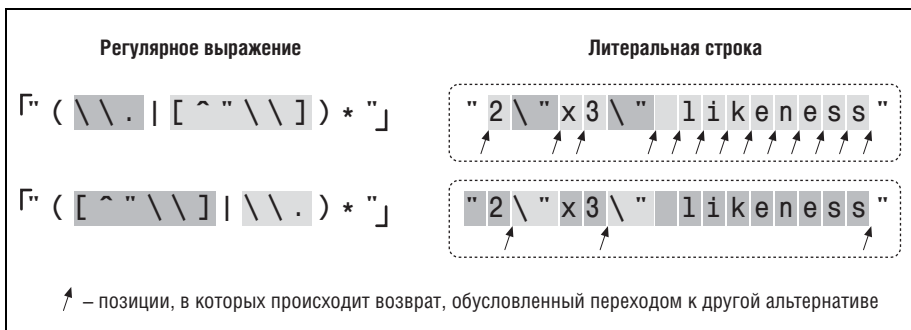 Регулярное выражение Литеральная строка
「"(\\.|[^"\\])*"」 "2\"x3\" likeness"
「"([^"\\]|\\.)*"」 "2\"x3\" likeness"
– позиции, в которых происходит возврат, обусловленный переходом к другой альтернативе